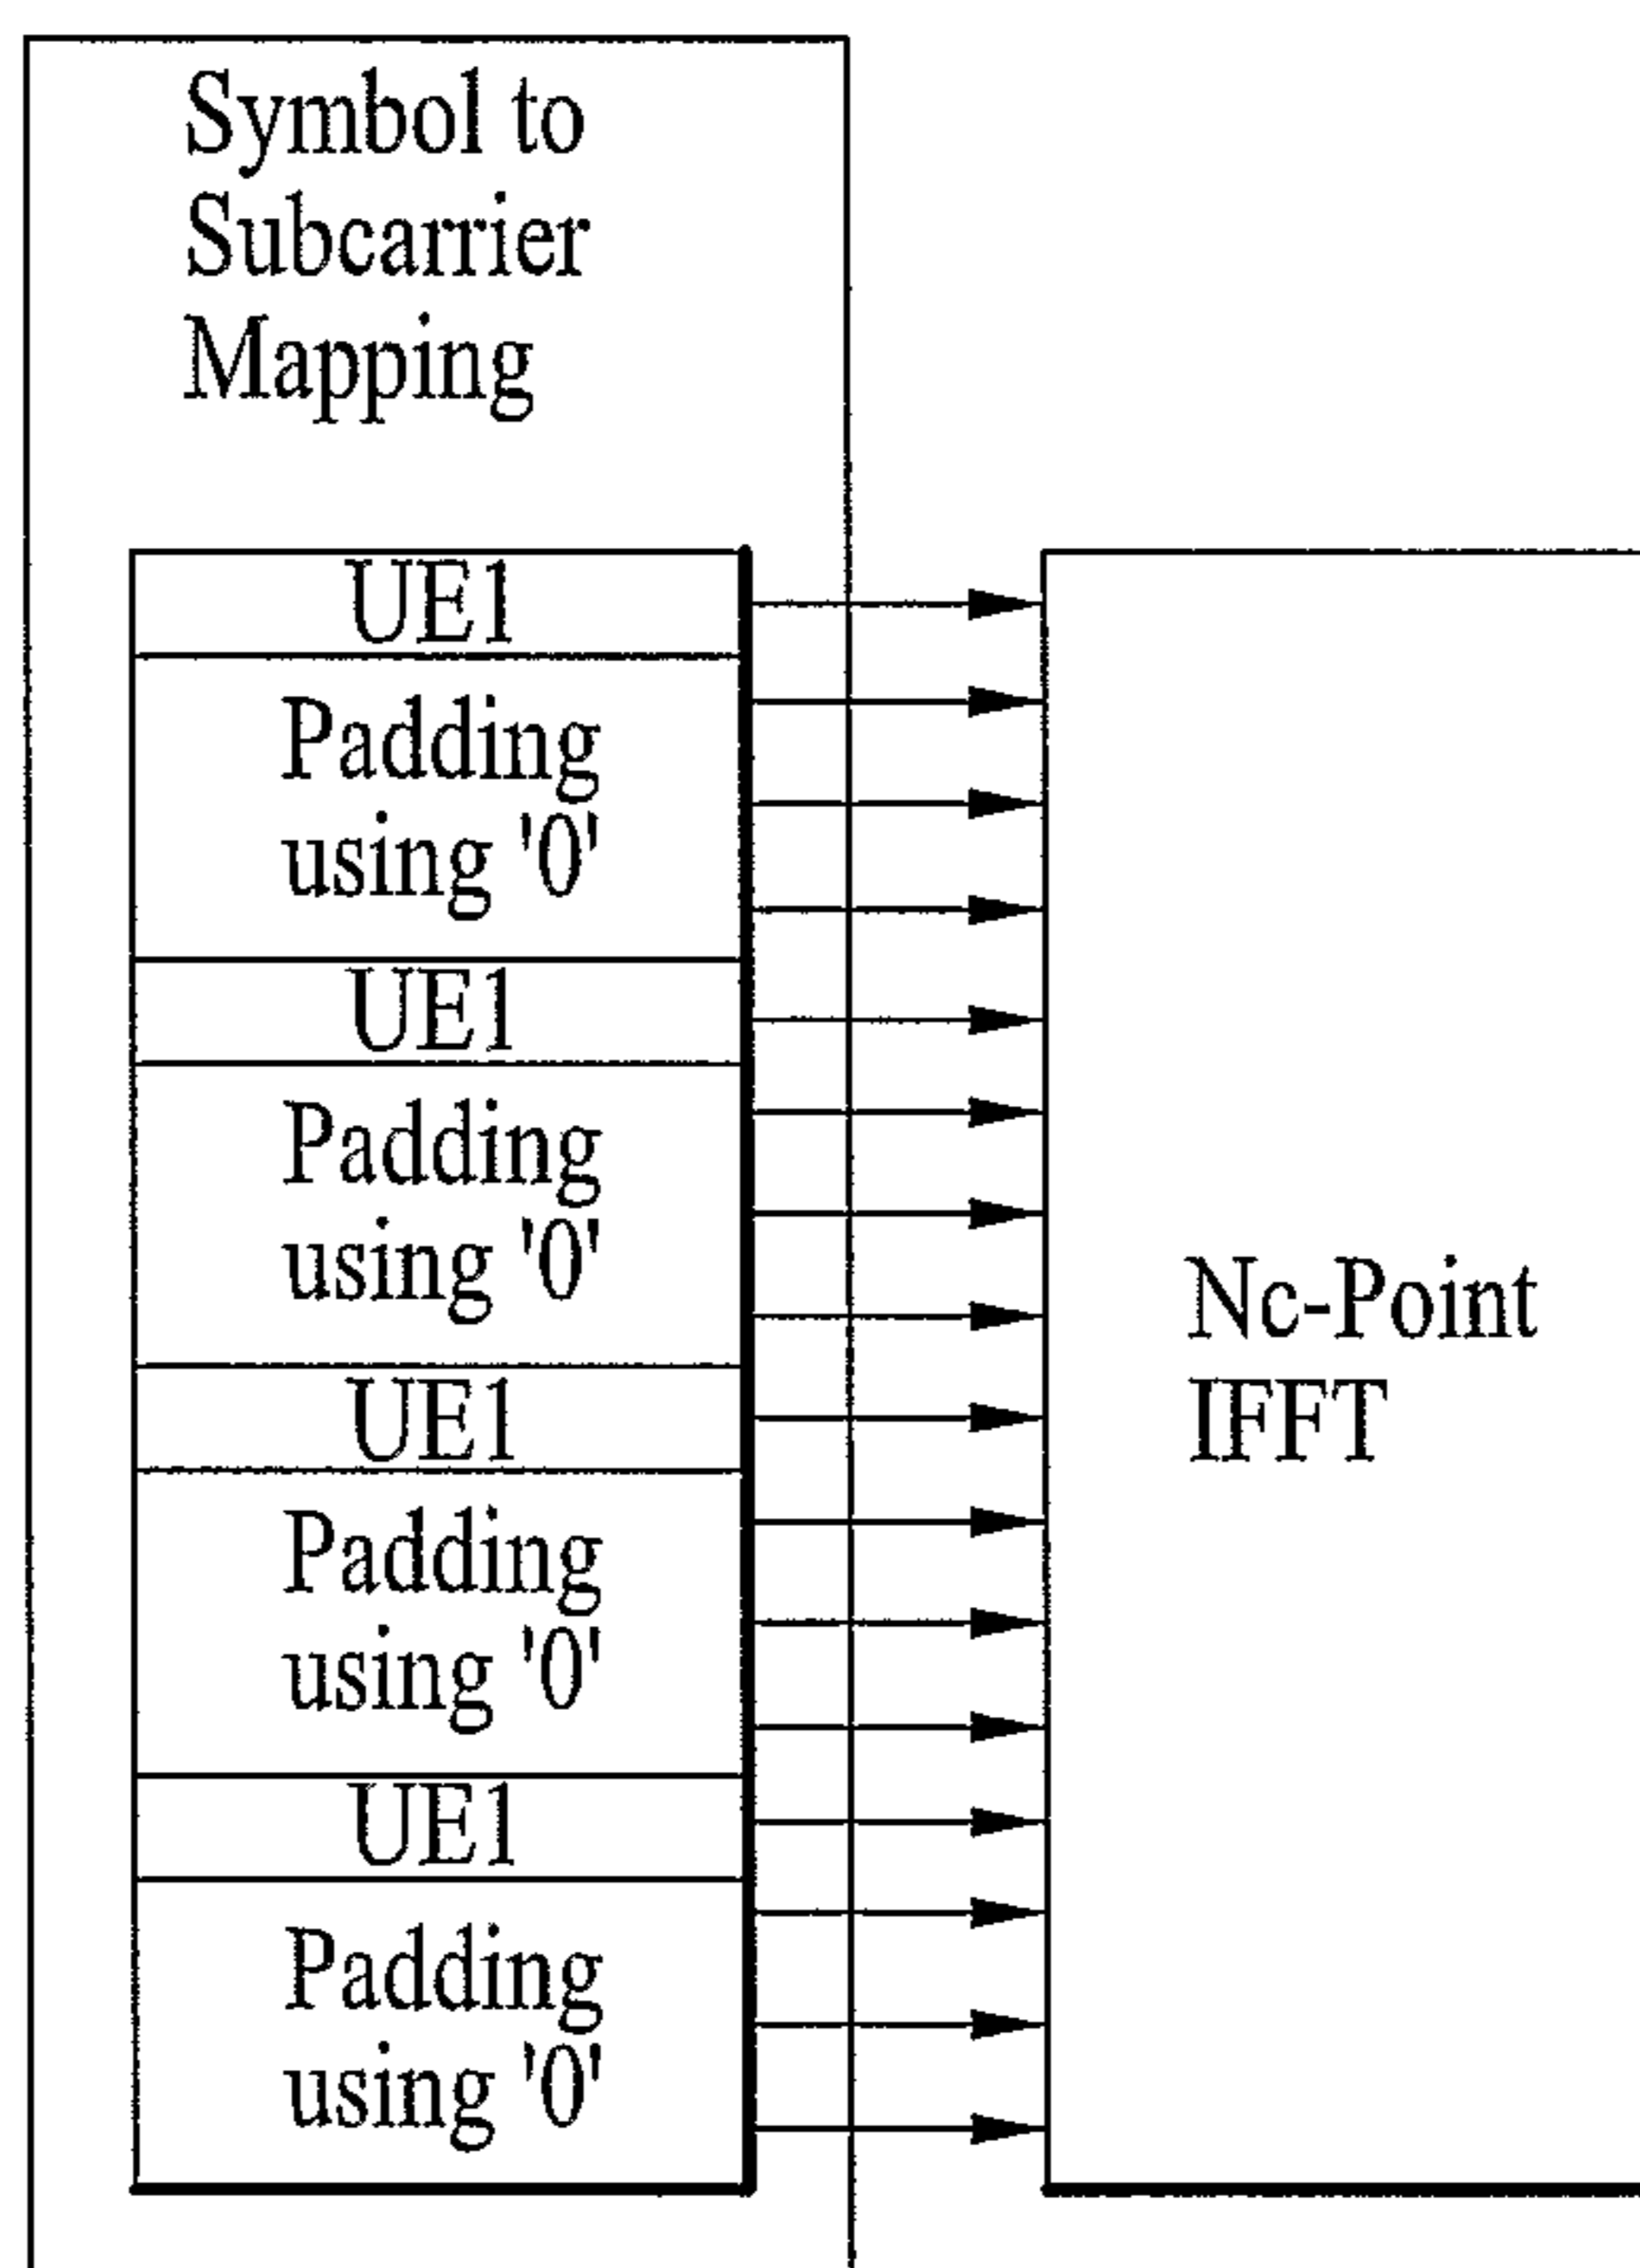 Symbol to
Subcarrier
Mapping
UE1
Padding
using '0'
UE1
Padding
using '0'
UE1
Padding
using '0'
UE1
Padding
using '0'
Nc-Point
IFFT